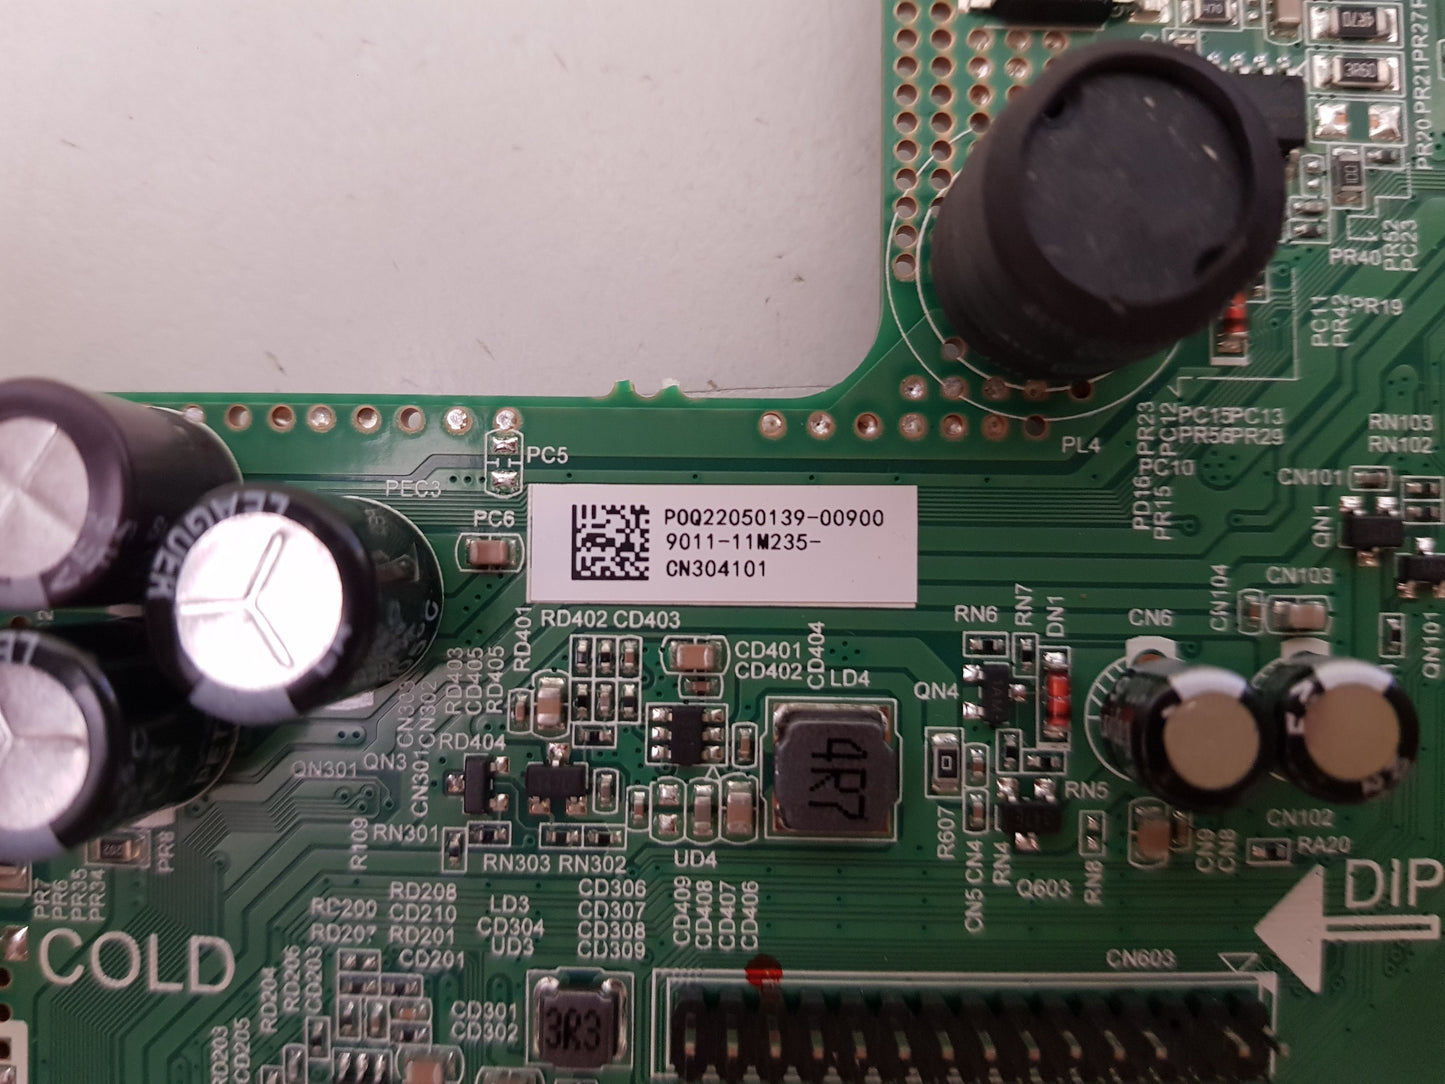 4R70
PR27
PR21
PR20
PR52
PC23
PR40
PR19
PC11
PR42
PC15
PC13
PR56
PR29
PR23
PC12
PC10
PD16
PR15
PL4
RN103
RN102
CN101
QN1
PC5
PEC3
PC6
P0Q22050139-00900
9011-11M235-
CN304101
LEAGUER
RD402 CD403
RD401
CD401
CD402
CD404
LD4
RD403
CD405
RD405
CN303
CN302
CN301
RD404
QN301
QN3
4R7
RN6
RN7
DN1
CN6
CN104
CN103
QN101
QN4
R607
RN5
CN5
CN4
RN4
Q603
RN8
CN9
CN8
CN102
RA20
RN301
R109
RN303
RN302
UD4
PR8
PR7
PR6
PR35
PR34
CD409
CD408
CD407
CD406
CD306
CD307
CD308
CD309
LD3
CD304
UD3
RD208
CD210
RD201
CD201
RD200
RD207
COLD
DIP
CN603
RD204
RD206
CD203
RD203
CD205
CD301
CD302
3R3